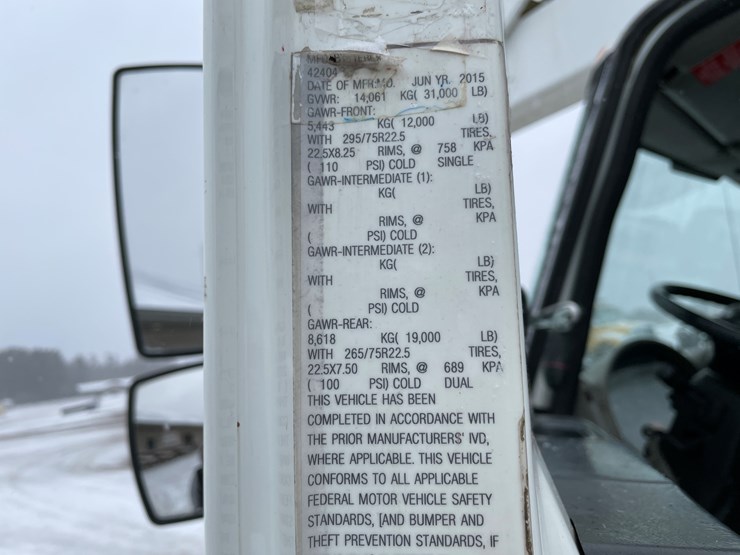 42404
DATE OF MFR:MO. JUN YR. 2015
GVWR: 14,061 KG( 31,000 LB)
GAWR-FRONT:
5,443 KG( 12,000 LB)
WITH 295/75R22.5 TIRES,
22.5X8.25 RIMS, @ 758 KPA
( 110 PSI) COLD SINGLE
GAWR-INTERMEDIATE (1):
KG( LB)
WITH TIRES,
RIMS, @ KPA
( PSI) COLD
GAWR-INTERMEDIATE (2):
KG( LB)
WITH TIRES,
RIMS, @ KPA
( PSI) COLD
GAWR-REAR:
8,618 KG( 19,000 LB)
WITH 265/75R22.5 TIRES,
22.5X7.50 RIMS, @ 689 KPA
( 100 PSI) COLD DUAL
THIS VEHICLE HAS BEEN
COMPLETED IN ACCORDANCE WITH
THE PRIOR MANUFACTURERS' IVD,
WHERE APPLICABLE. THIS VEHICLE
CONFORMS TO ALL APPLICABLE
FEDERAL MOTOR VEHICLE SAFETY
STANDARDS, [AND BUMPER AND
THEFT PREVENTION STANDARDS, IF